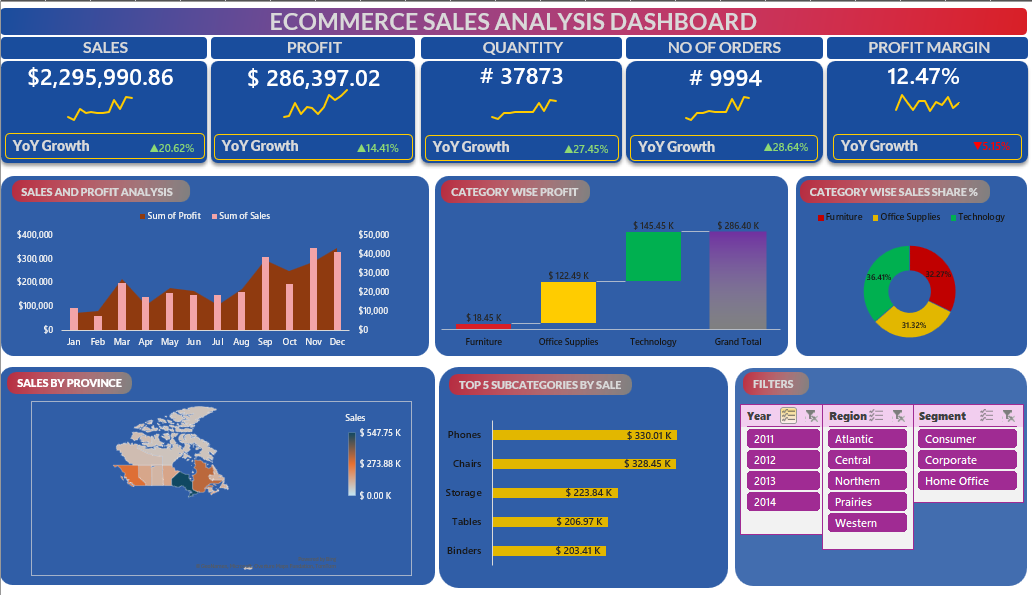 ECOMMERCE SALES ANALYSIS DASHBOARD
SALES
PROFIT
QUANTITY
NO OF ORDERS
PROFIT MARGIN
$2,295,990.86
$ 286,397.02
# 37873
# 9994
12.47%
YoY Growth ▲20.62%
YoY Growth ▲14.41%
YoY Growth ▲27.45%
YoY Growth ▲28.64%
YoY Growth
SALES AND PROFIT ANALYSIS
Sum of Profit Sum of Sales
$400,000
$300,000
$200,000
$100,000
$0
$50,000
$40,000
$30,000
$20,000
$10,000
$0
Jan Feb Mar Apr May Jun Jul Aug Sep Oct Nov Dec
CATEGORY WISE PROFIT
$ 18.45 K
$ 122.49 K
$ 145.45 K
$ 286.40 K
Furniture Office Supplies Technology Grand Total
CATEGORY WISE SALES SHARE %
Furniture Office Supplies Technology
36.41%
32.27%
31.32%
SALES BY PROVINCE
Sales
$ 547.75 K
$ 273.88 K
$ 0.00 K
TOP 5 SUBCATEGORIES BY SALE
Phones $ 330.01 K
Chairs $ 328.45 K
Storage $ 223.84 K
Tables $ 206.97 K
Binders $ 203.41 K
FILTERS
Year
2011
2012
2013
2014
Region
Atlantic
Central
Northern
Prairies
Western
Segment
Consumer
Corporate
Home Office